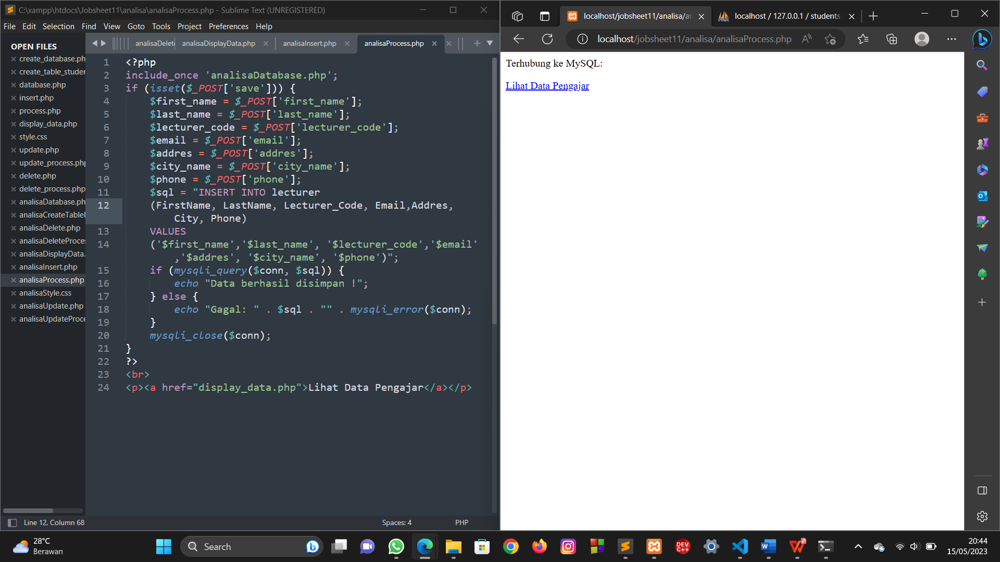 C:\xampp\htdocs\Jobsheet11\analisa\analisaProcess.php - Sublime Text (UNREGISTERED)
File Edit Selection Find View Goto Tools Project Preferences Help
OPEN FILES
create_database.ph
create_table_studer
database.php
insert.php
process.php
display_data.php
style.css
update.php
update_process.php
delete.php
delete_process.php
analisaDatabase.ph
analisaCreateTableI
analisaDelete.php
analisaDeleteProces
analisaDisplayData.
analisaInsert.php
analisaProcess.php
analisaStyle.css
analisaUpdate.php
analisaUpdateProce
analisaDelete analisaDisplayData.php analisaInsert.php analisaProcess.php
1 <?php
2 include_once 'analisaDatabase.php';
3 if (isset($_POST['save'])) {
4 $first_name = $_POST['first_name'];
5 $last_name = $_POST['last_name'];
6 $lecturer_code = $_POST['lecturer_code'];
7 $email = $_POST['email'];
8 $addres = $_POST['addres'];
9 $city_name = $_POST['city_name'];
10 $phone = $_POST['phone'];
11 $sql = "INSERT INTO lecturer
12 (FirstName, LastName, Lecturer_Code, Email,Addres,
City, Phone)
13 VALUES
14 ('$first_name','$last_name', '$lecturer_code','$email'
,'$addres', '$city_name', '$phone')";
15 if (mysqli_query($conn, $sql)) {
16 echo "Data berhasil disimpan !";
17 } else {
18 echo "Gagal: " . $sql . "" . mysqli_error($conn);
19 }
20 mysqli_close($conn);
21 }
22 ?>
23 <br>
24 <p><a href="display_data.php">Lihat Data Pengajar</a></p>
Line 12, Column 68
Spaces: 4
PHP
localhost/jobsheet11/analisa/an
localhost / 127.0.0.1 / students
localhost/jobsheet11/analisa/analisaProcess.php
Terhubung ke MySQL:
Lihat Data Pengajar
28°C
Berawan
Search
DEV
C++
20:44
15/05/2023